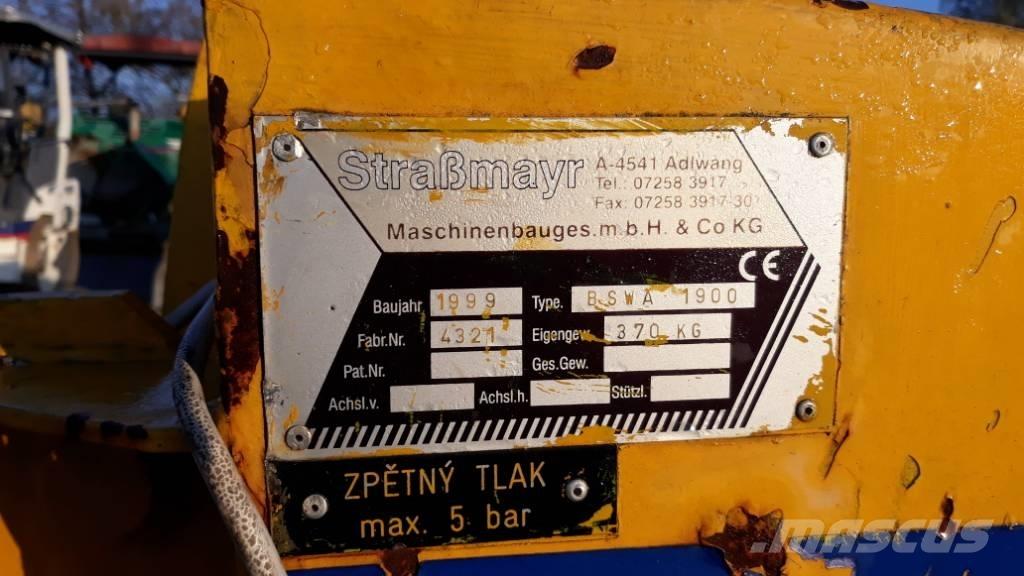 Straßmayr
A-4541 Adlwang
Tel.: 07258 3917
Fax: 07258 3917-30
Maschinenbauges.m.b.H. & Co KG
CE
Baujahr 1999 Type. BSWA 1900
Fabr.Nr. 4321 Eigengew. 370 KG
Pat.Nr. Ges.Gew.
Achsl.v. Achsl.h. Stützl.
ZPĚTNÝ TLAK
max. 5 bar
MASCUS